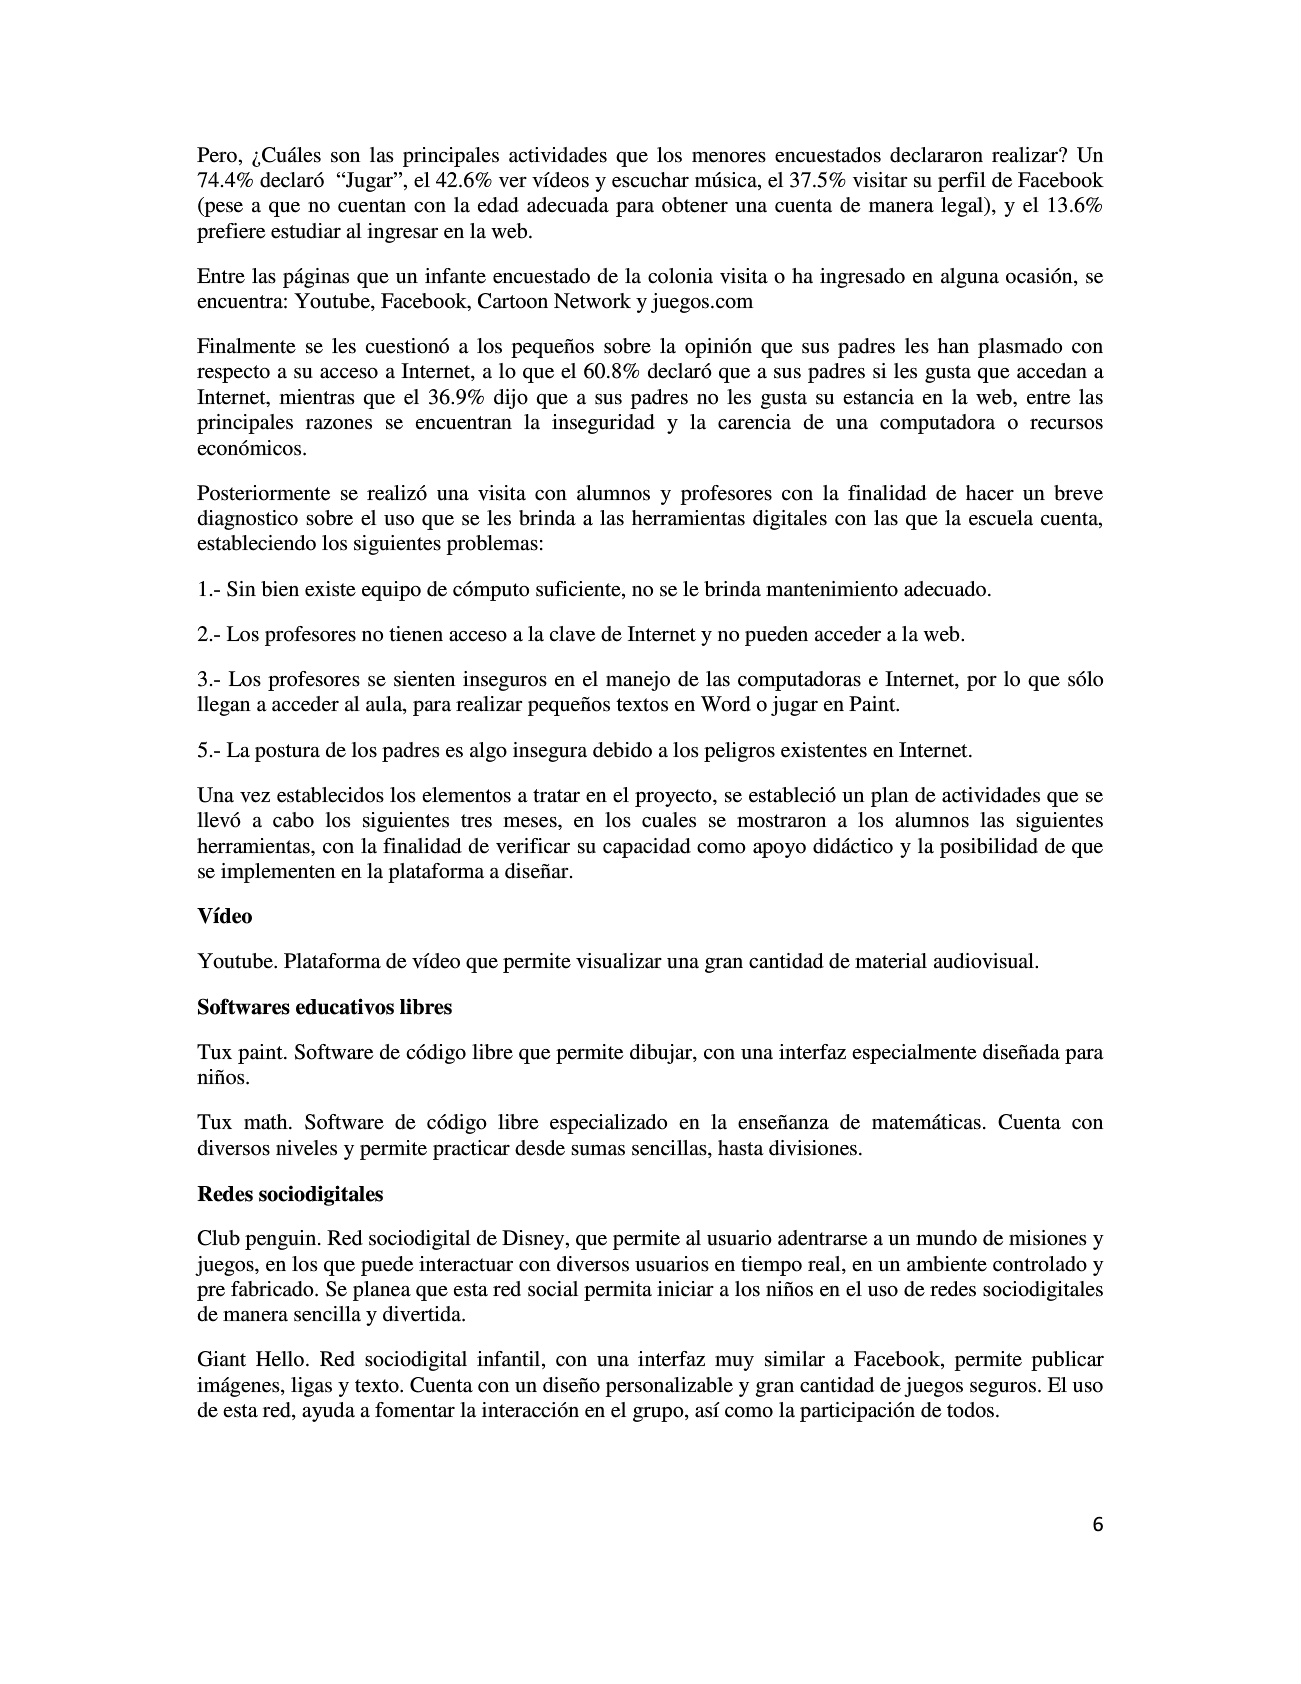 Pero, ¿Cuáles son las principales actividades que los menores encuestados declararon realizar? Un
74.4% declaró  “Jugar”, el 42.6% ver vídeos y escuchar música, el 37.5% visitar su perfil de Facebook
(pese a que no cuentan con la edad adecuada para obtener una cuenta de manera legal), y el 13.6%
prefiere estudiar al ingresar en la web.
Entre las páginas que un infante encuestado de la colonia visita o ha ingresado en alguna ocasión, se
encuentra: Youtube, Facebook, Cartoon Network y juegos.com
Finalmente se les cuestionó a los pequeños sobre la opinión que sus padres les han plasmado con
respecto a su acceso a Internet, a lo que el 60.8% declaró que a sus padres si les gusta que accedan a
Internet, mientras que el 36.9% dijo que a sus padres no les gusta su estancia en la web, entre las
principales razones se encuentran la inseguridad y la carencia de una computadora o recursos
económicos.
Posteriormente se realizó una visita con alumnos y profesores con la finalidad de hacer un breve
diagnostico sobre el uso que se les brinda a las herramientas digitales con las que la escuela cuenta,
estableciendo los siguientes problemas:
1.- Sin bien existe equipo de cómputo suficiente, no se le brinda mantenimiento adecuado.
2.- Los profesores no tienen acceso a la clave de Internet y no pueden acceder a la web.
3.- Los profesores se sienten inseguros en el manejo de las computadoras e Internet, por lo que sólo
llegan a acceder al aula, para realizar pequeños textos en Word o jugar en Paint.
5.- La postura de los padres es algo insegura debido a los peligros existentes en Internet.
Una vez establecidos los elementos a tratar en el proyecto, se estableció un plan de actividades que se
llevó a cabo los siguientes tres meses, en los cuales se mostraron a los alumnos las siguientes
herramientas, con la finalidad de verificar su capacidad como apoyo didáctico y la posibilidad de que
se implementen en la plataforma a diseñar.
Vídeo
Youtube. Plataforma de vídeo que permite visualizar una gran cantidad de material audiovisual.
Softwares educativos libres
Tux paint. Software de código libre que permite dibujar, con una interfaz especialmente diseñada para
niños.
Tux math. Software de código libre especializado en la enseñanza de matemáticas. Cuenta con
diversos niveles y permite practicar desde sumas sencillas, hasta divisiones.
Redes sociodigitales
Club penguin. Red sociodigital de Disney, que permite al usuario adentrarse a un mundo de misiones y
juegos, en los que puede interactuar con diversos usuarios en tiempo real, en un ambiente controlado y
pre fabricado. Se planea que esta red social permita iniciar a los niños en el uso de redes sociodigitales
de manera sencilla y divertida.
Giant Hello. Red sociodigital infantil, con una interfaz muy similar a Facebook, permite publicar
imágenes, ligas y texto. Cuenta con un diseño personalizable y gran cantidad de juegos seguros. El uso
de esta red, ayuda a fomentar la interacción en el grupo, así como la participación de todos.
6